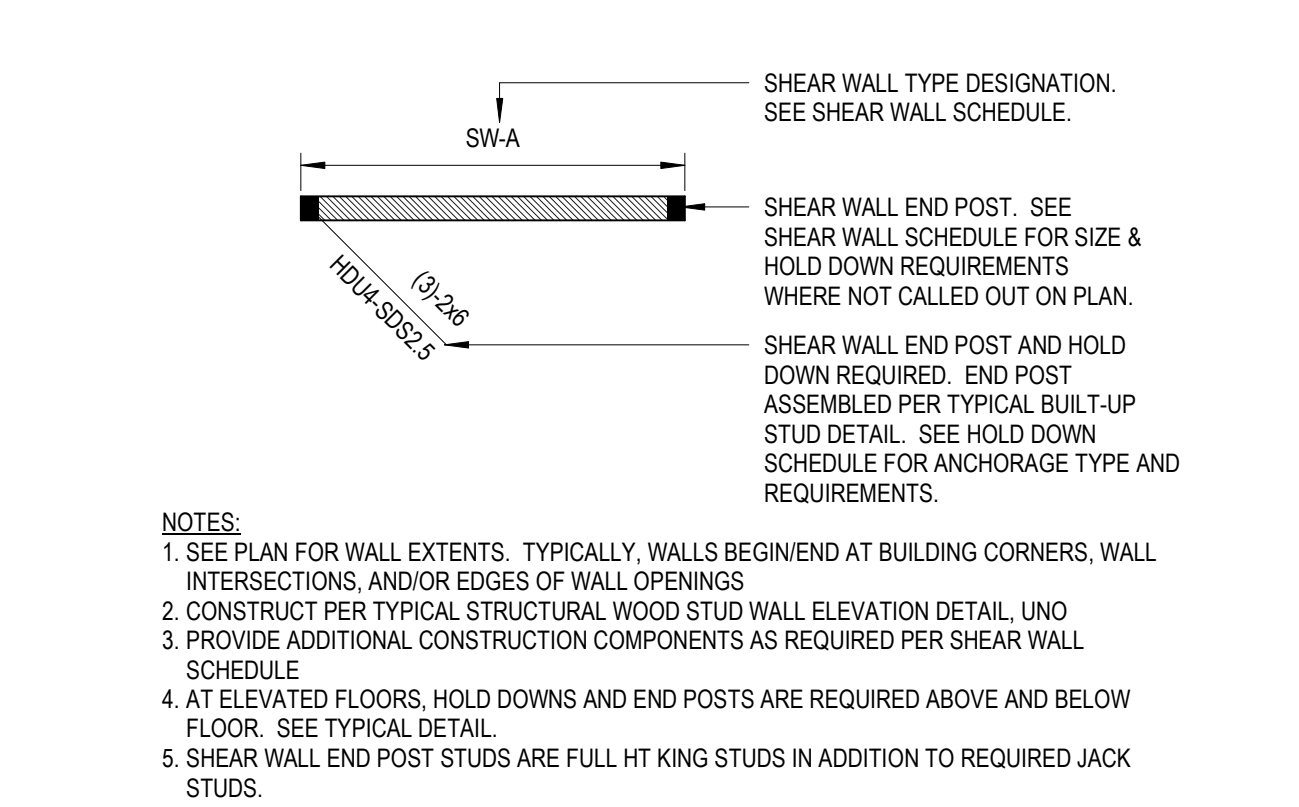 SHEAR WALL TYPE DESIGNATION.
SEE SHEAR WALL SCHEDULE.
SW-A
SHEAR WALL END POST. SEE
SHEAR WALL SCHEDULE FOR SIZE &
HOLD DOWN REQUIREMENTS
WHERE NOT CALLED OUT ON PLAN.
(3)-2x6
HDU4-SDS2.5
SHEAR WALL END POST AND HOLD
DOWN REQUIRED. END POST
ASSEMBLED PER TYPICAL BUILT-UP
STUD DETAIL. SEE HOLD DOWN
SCHEDULE FOR ANCHORAGE TYPE AND
REQUIREMENTS.
NOTES:
1. SEE PLAN FOR WALL EXTENTS. TYPICALLY, WALLS BEGIN/END AT BUILDING CORNERS, WALL
INTERSECTIONS, AND/OR EDGES OF WALL OPENINGS
2. CONSTRUCT PER TYPICAL STRUCTURAL WOOD STUD WALL ELEVATION DETAIL, UNO
3. PROVIDE ADDITIONAL CONSTRUCTION COMPONENTS AS REQUIRED PER SHEAR WALL
SCHEDULE
4. AT ELEVATED FLOORS, HOLD DOWNS AND END POSTS ARE REQUIRED ABOVE AND BELOW
FLOOR. SEE TYPICAL DETAIL.
5. SHEAR WALL END POST STUDS ARE FULL HT KING STUDS IN ADDITION TO REQUIRED JACK
STUDS.